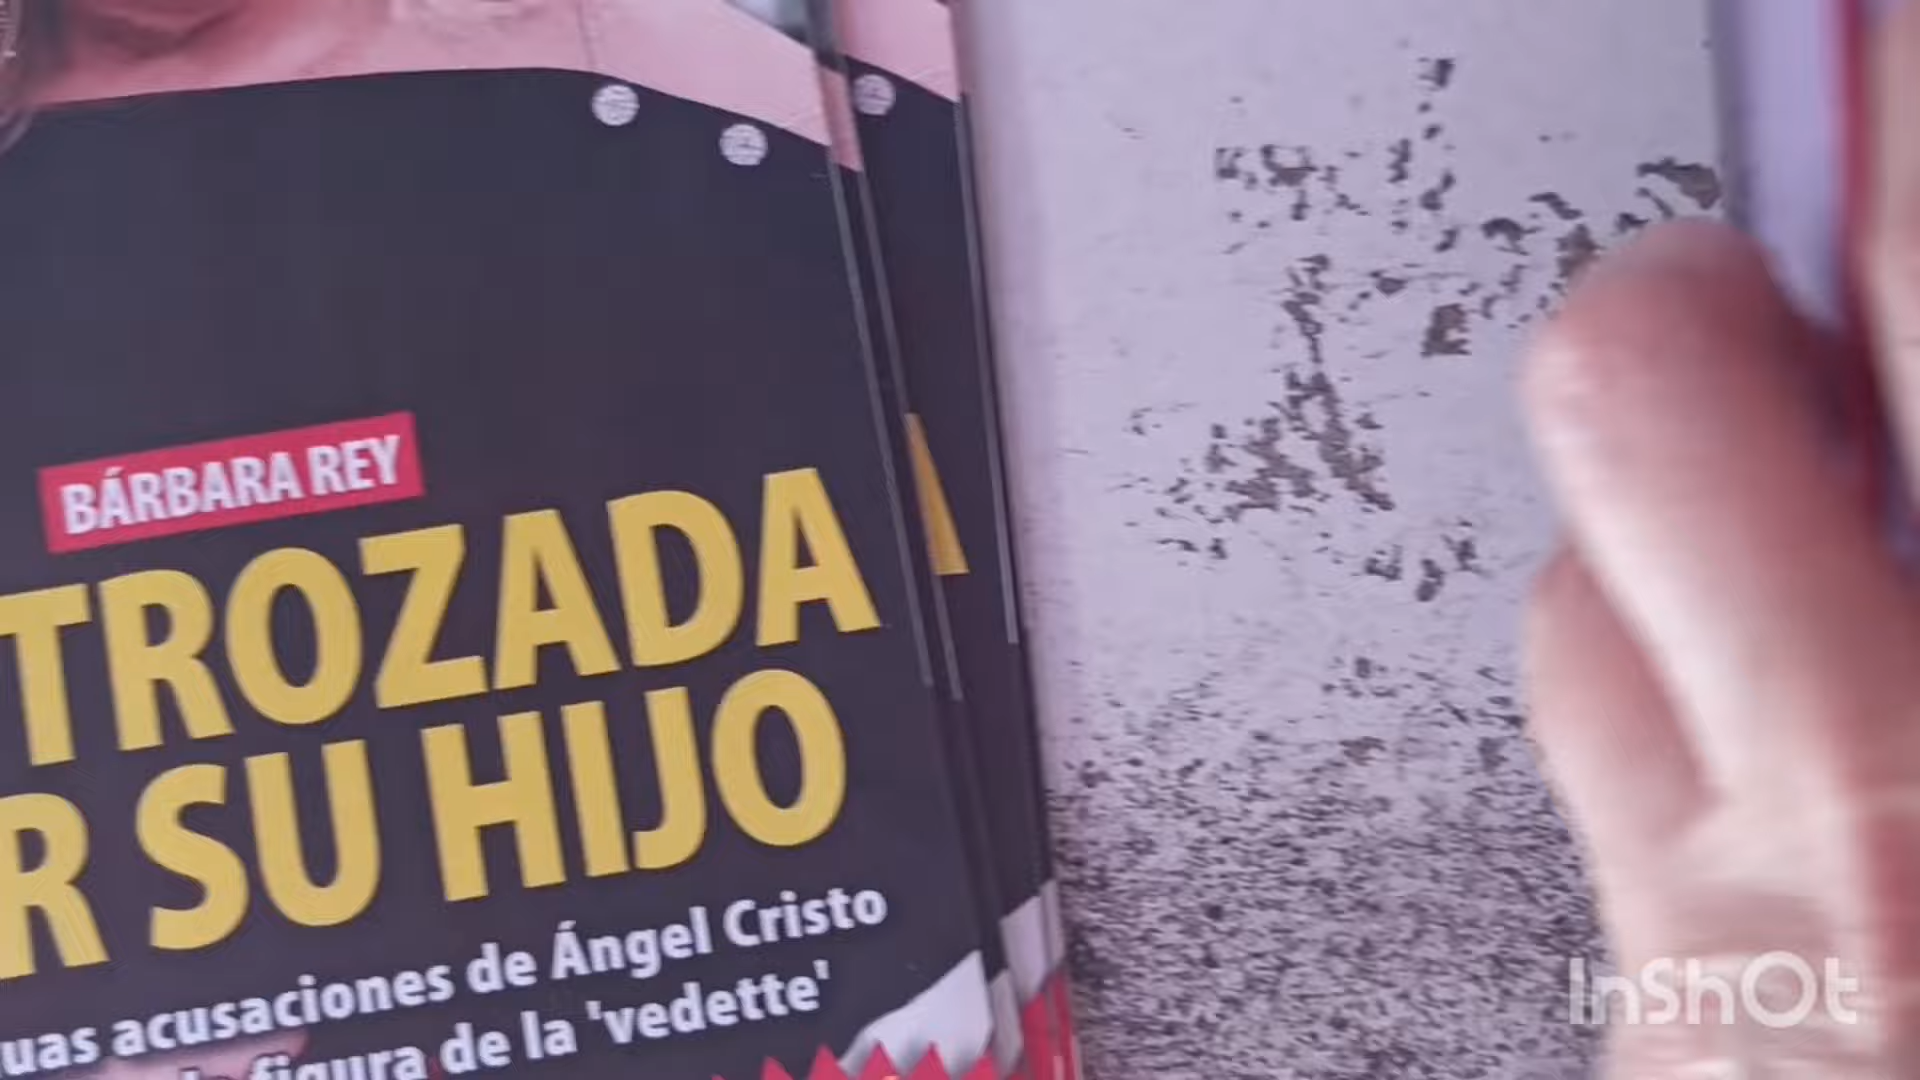 BÁRBARA REY
TROZADA
R SU HIJO
uas acusaciones de Ángel Cristo
figura de la 'vedette'
InShOt